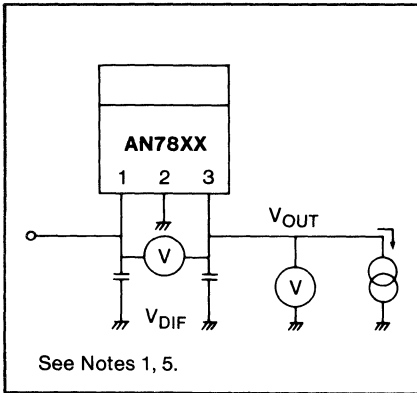 AN78XX
1 2 3
V
VOUT
V
VDIF
See Notes 1, 5.